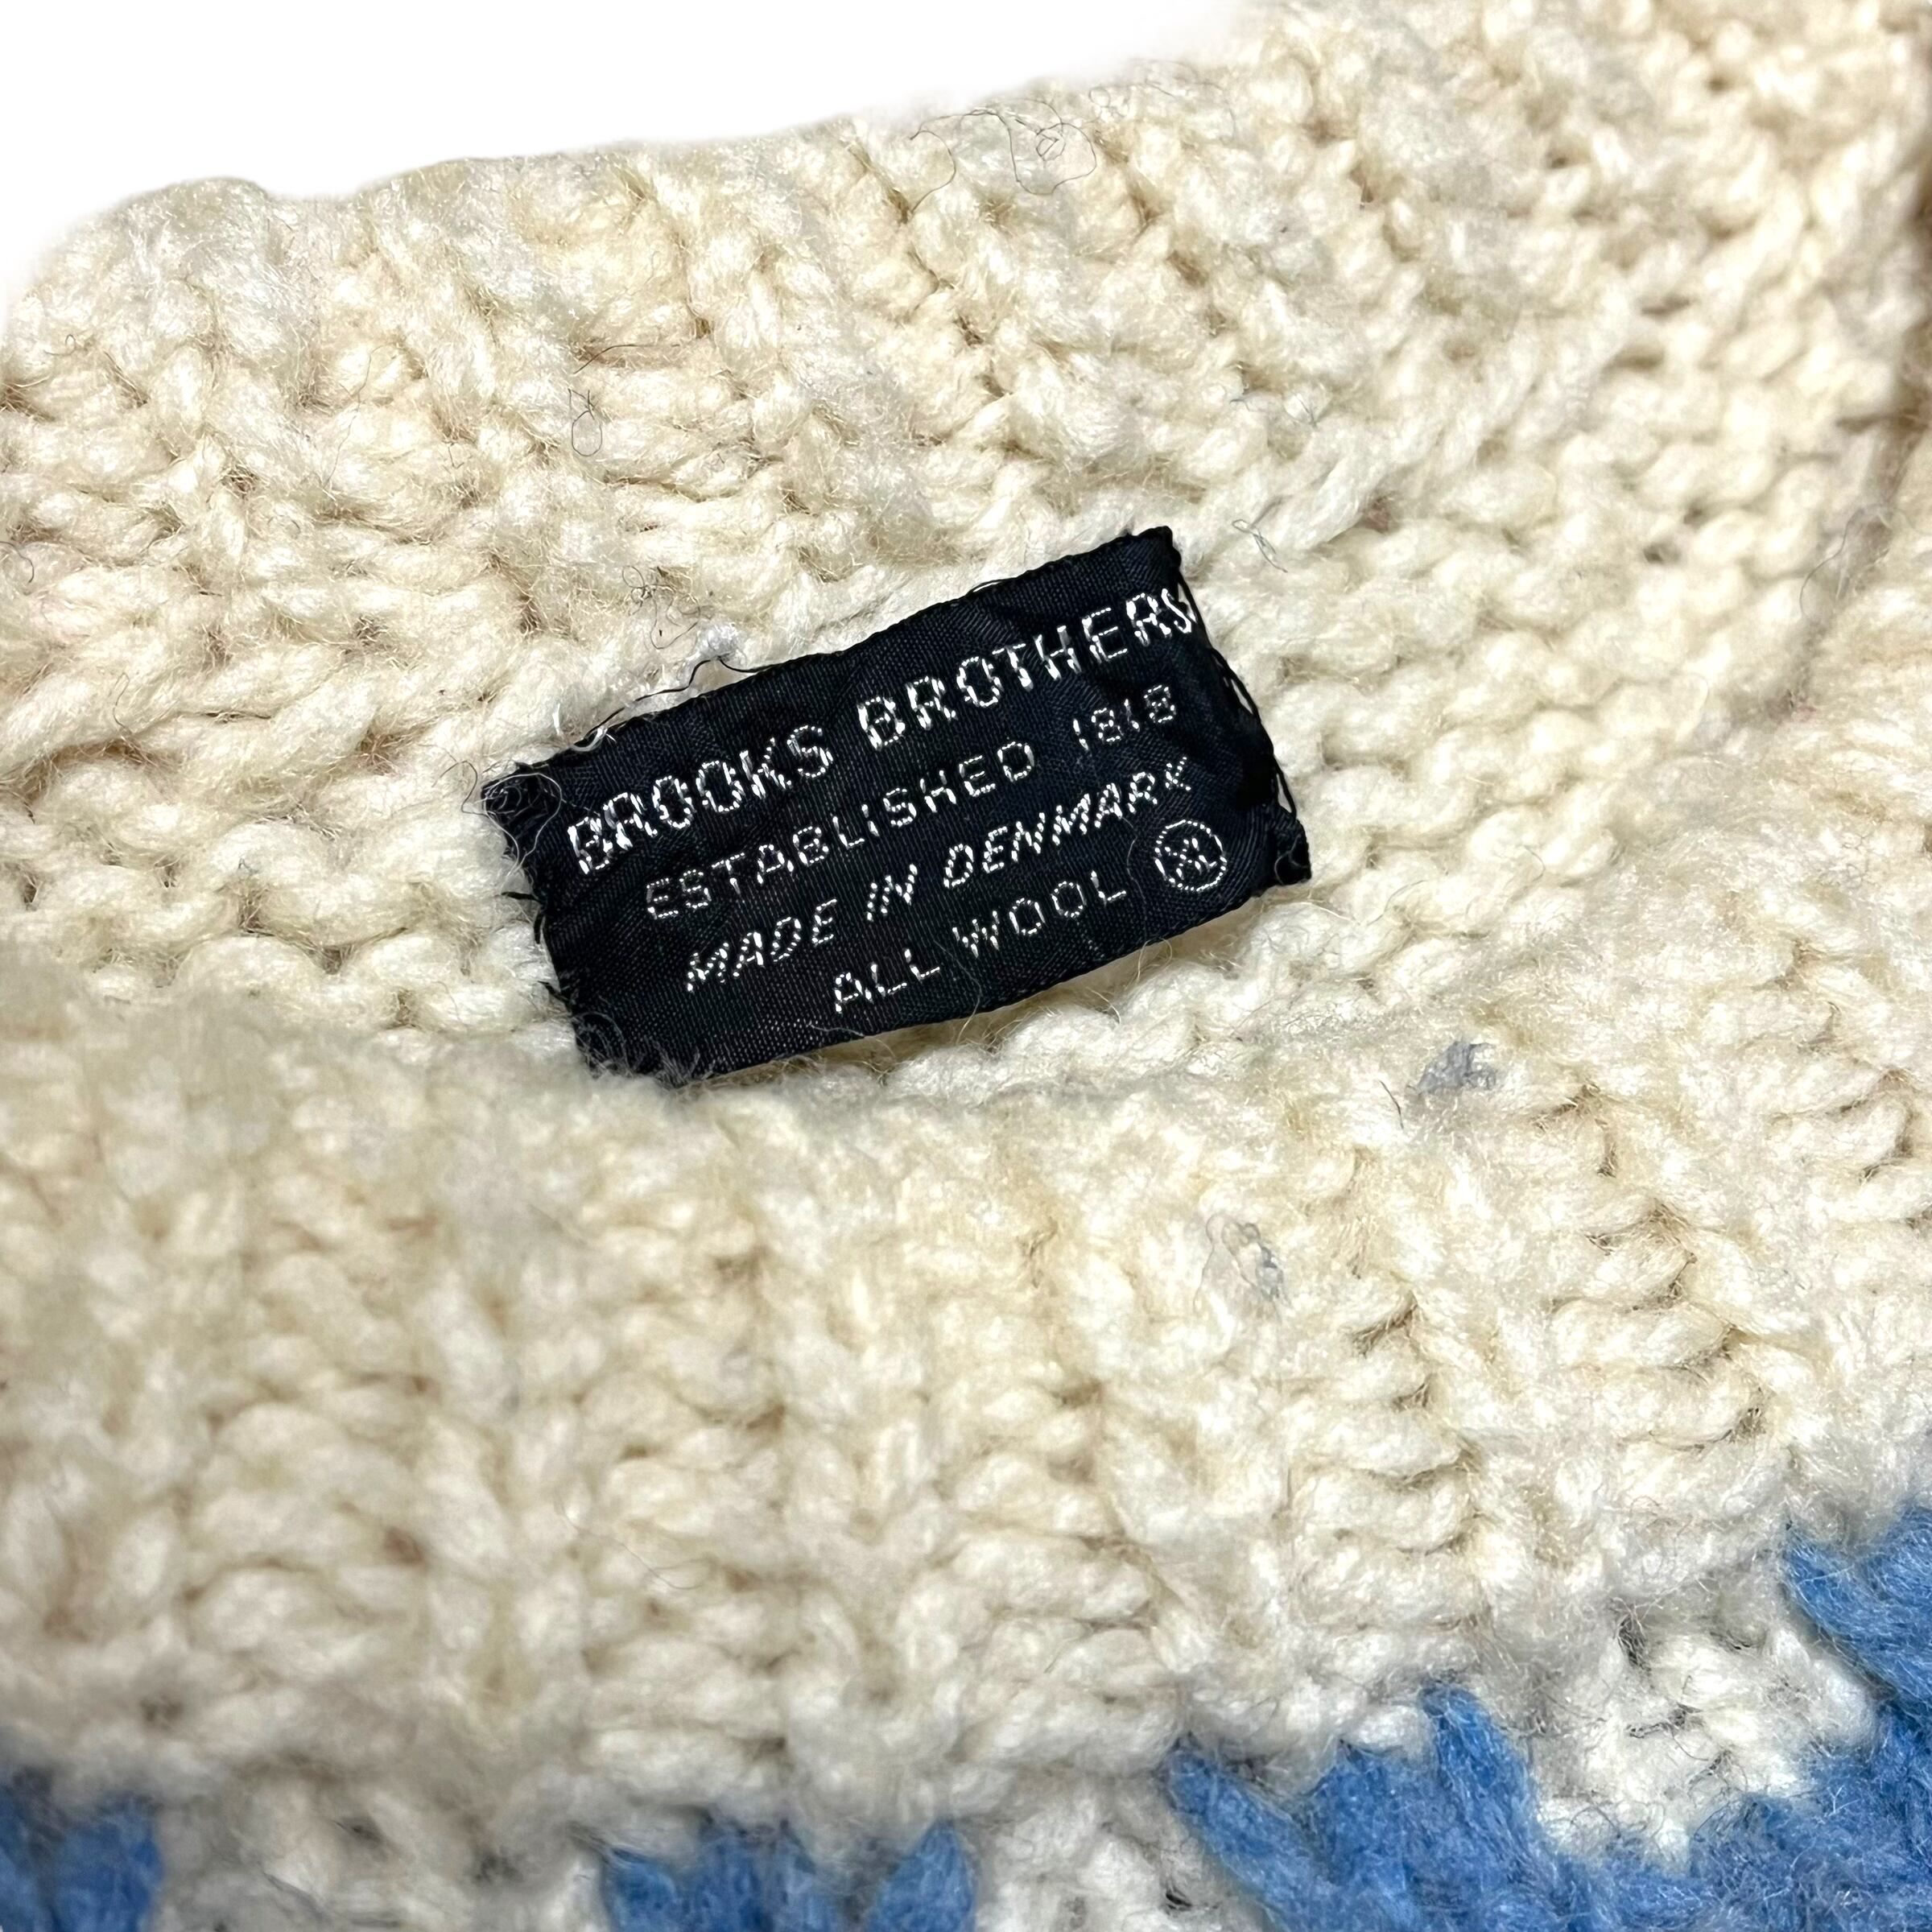 BROOKS BROTHERS
ESTABLISHED 1818
MADE IN DENMARK
ALL WOOL XL